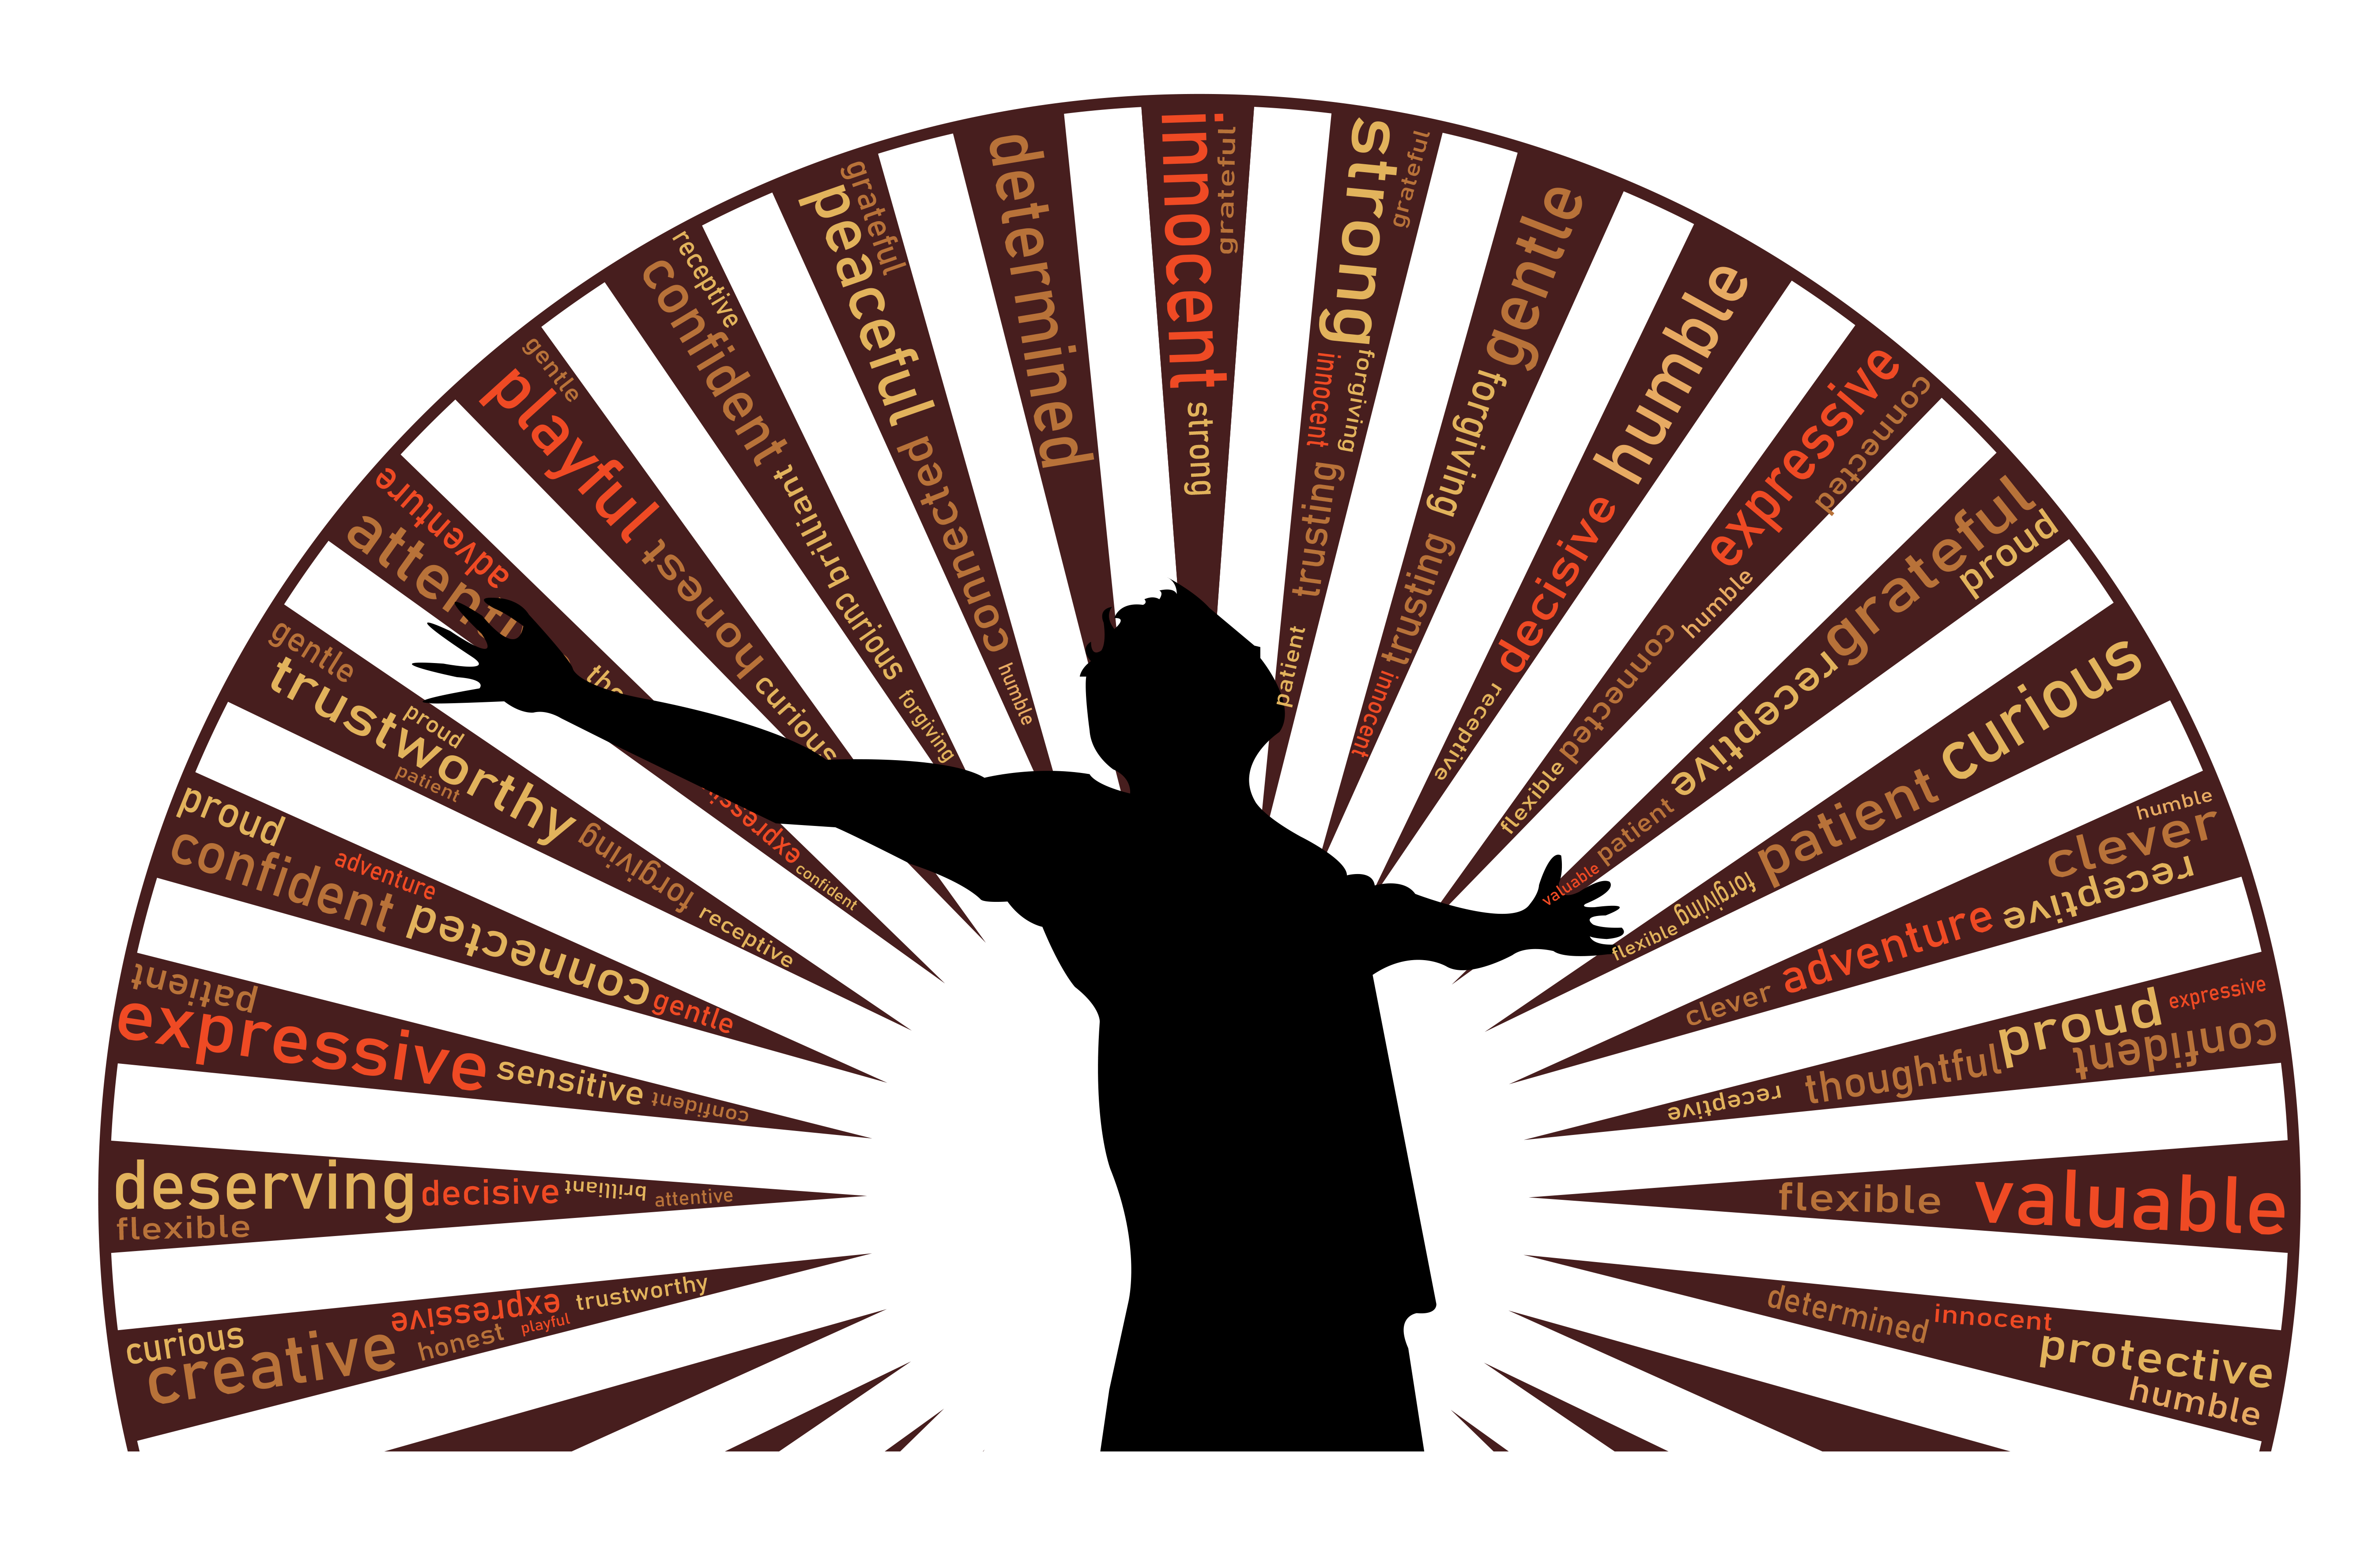 curious
creative
expressive
honest
playful
trustworthy
deserving
flexible
decisive
brilliant
attentive
patient
expressive
sensitive
confident
proud
confident
adventure
connected
gentle
gentle
trustworthy
proud
patient
forgiving
receptive
adventure
expressi
confident
gentle
playful
honest
curious
receptive
confident
brilliant
curious
forgiving
grateful
peaceful
connected
humble
determined
innocent
grateful
strong
strong
grateful
innocent
forgiving
trusting
patient
gentle
forgiving
trusting
innocent
humble
decisive
receptive
expressive
connected
humble
connected
flexible
grateful
proud
receptive
patient
valuable
curious
patient
forgiving
flexible
humble
clever
receptive
adventure
clever
expressive
proud
confident
thoughtful
receptive
flexible
valuable
determined
innocent
protective
humble